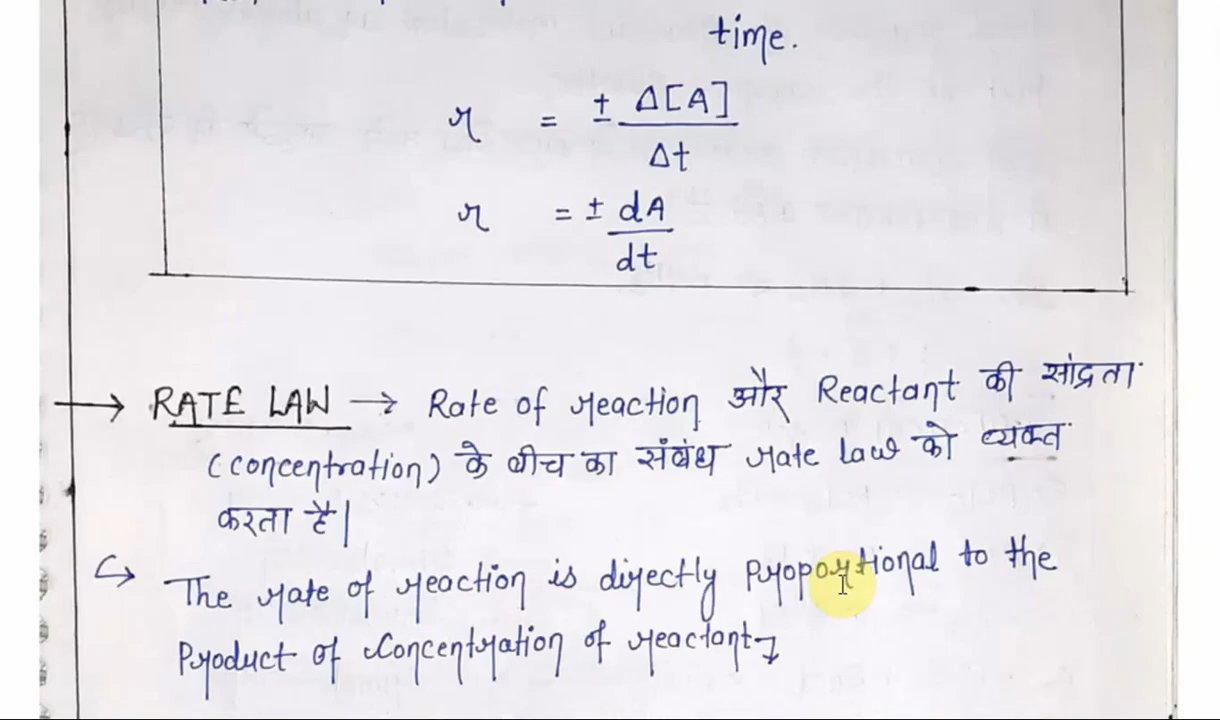 time.
r = ± Δ[A] / Δt
r = ± dA / dt
→ RATE LAW → Rate of reaction और Reactant की सांद्रता
(concentration) के बीच का संबंध rate law को व्यक्त
करता है|
↳ The rate of reaction is directly Proportional to the
Product of Concentration of reactant→